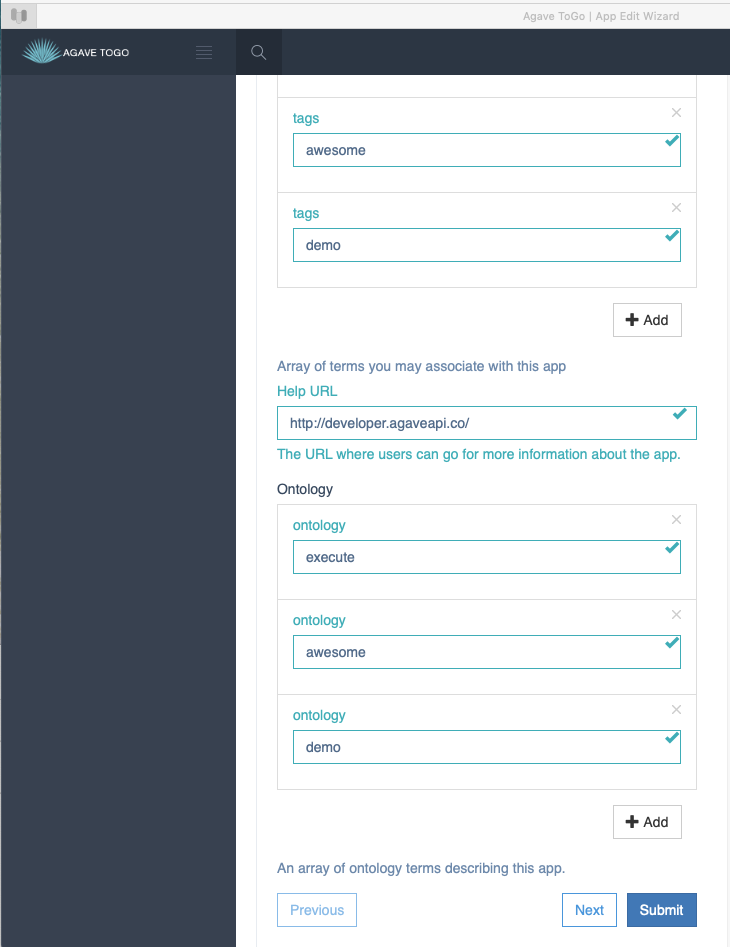 Agave ToGo | App Edit Wizard
AGAVE TOGO
tags
awesome
tags
demo
Add
Array of terms you may associate with this app
Help URL
http://developer.agaveapi.co/
The URL where users can go for more information about the app.
Ontology
ontology
execute
ontology
awesome
ontology
demo
Add
An array of ontology terms describing this app.
Previous Next Submit